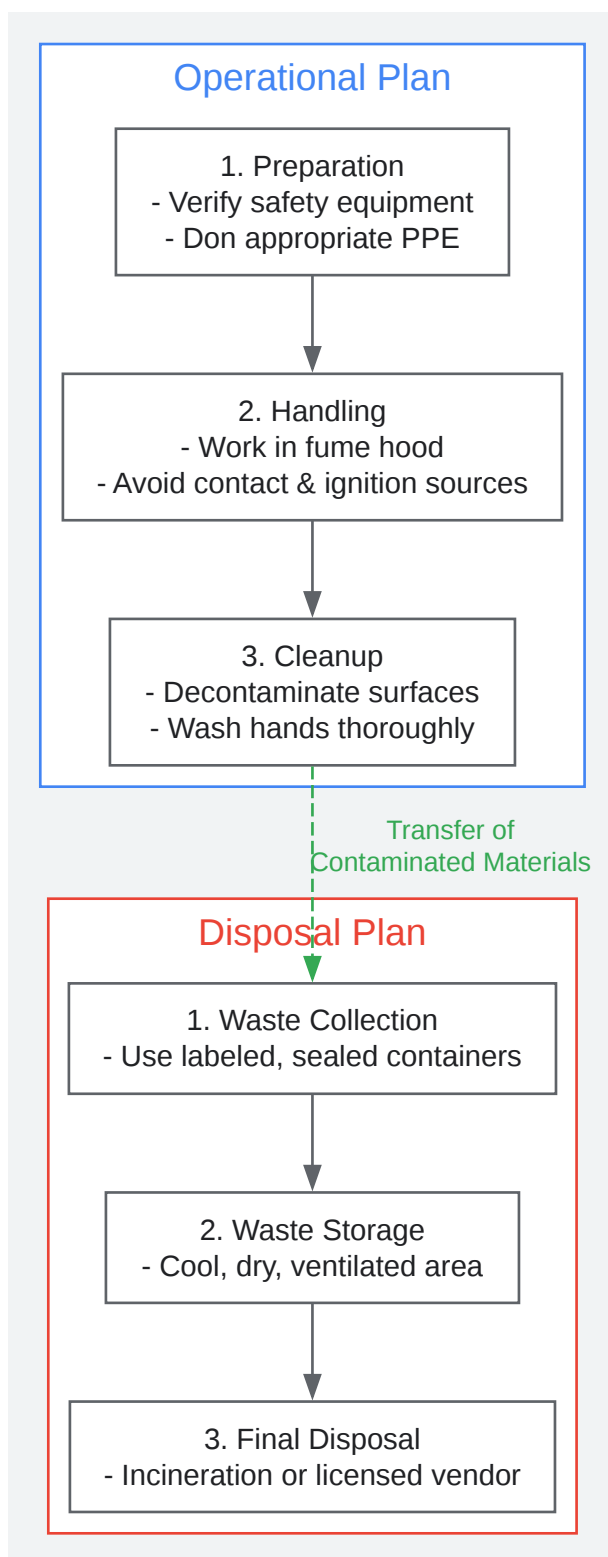 Operational Plan
1. Preparation
- Verify safety equipment
- Don appropriate PPE
2. Handling
- Work in fume hood
- Avoid contact & ignition sources
3. Cleanup
- Decontaminate surfaces
- Wash hands thoroughly
Transfer of
Contaminated Materials
Disposal Plan
1. Waste Collection
- Use labeled, sealed containers
2. Waste Storage
- Cool, dry, ventilated area
3. Final Disposal
- Incineration or licensed vendor